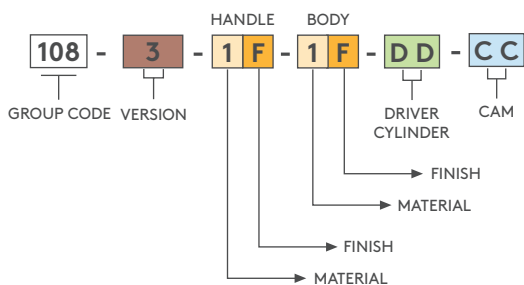 HANDLE BODY
108 - 3 - 1 F - 1 F - D D - C C
GROUP CODE VERSION DRIVER CYLINDER CAM
FINISH
MATERIAL
FINISH
MATERIAL